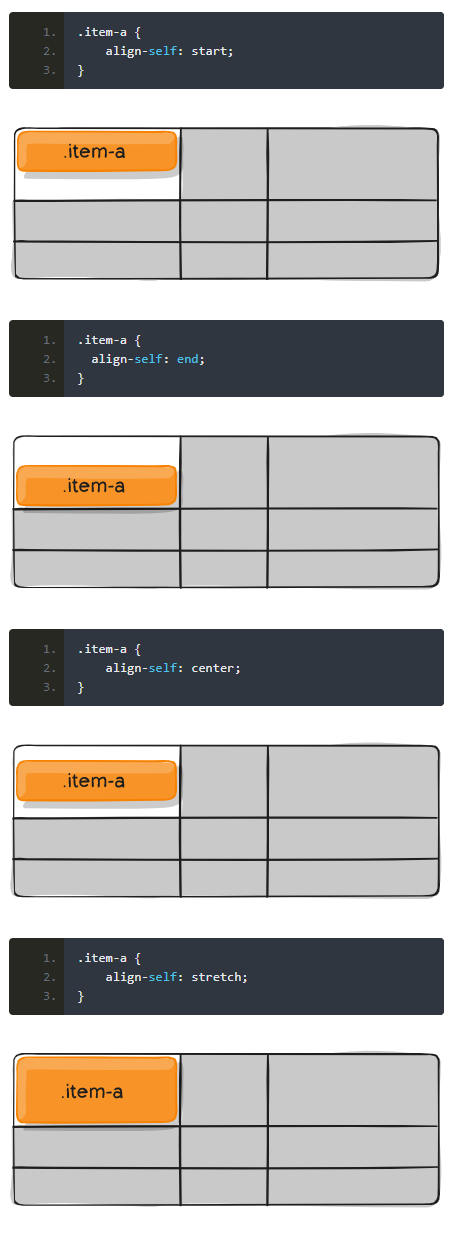 1. .item-a {
2.     align-self: start;
3. }
.item-a
1. .item-a {
2.   align-self: end;
3. }
.item-a
1. .item-a {
2.     align-self: center;
3. }
.item-a
1. .item-a {
2.     align-self: stretch;
3. }
.item-a